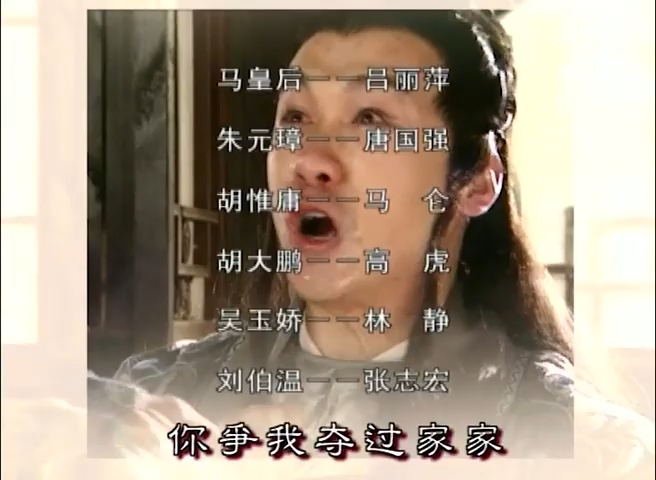 马皇后——吕丽萍
朱元璋——唐国强
胡惟庸——马　仑
胡大鹏——高　虎
吴玉娇——林　静
刘伯温——张志宏
你爭我夺过家家